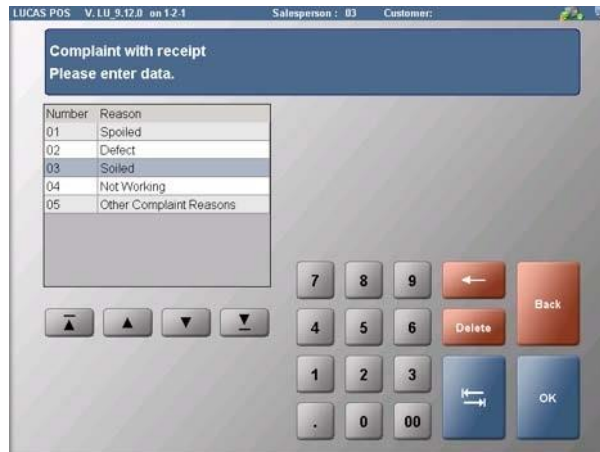 LUCAS POS V. LU_9.12.0 on 1-2-1 Salesperson : 03 Customer:
Complaint with receipt
Please enter data.
Number Reason
01 Spoiled
02 Defect
03 Soiled
04 Not Working
05 Other Complaint Reasons
7 8 9
Back
4 5 6 Delete
1 2 3
OK
. 0 00